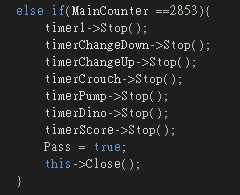 else if(MainCounter ==2853){
timer1->Stop();
timerChangeDown->Stop();
timerChangeUp->Stop();
timerCrouch->Stop();
timerPump->Stop();
timerDino->Stop();
timerScore->Stop();
Pass = true;
this->Close();
}